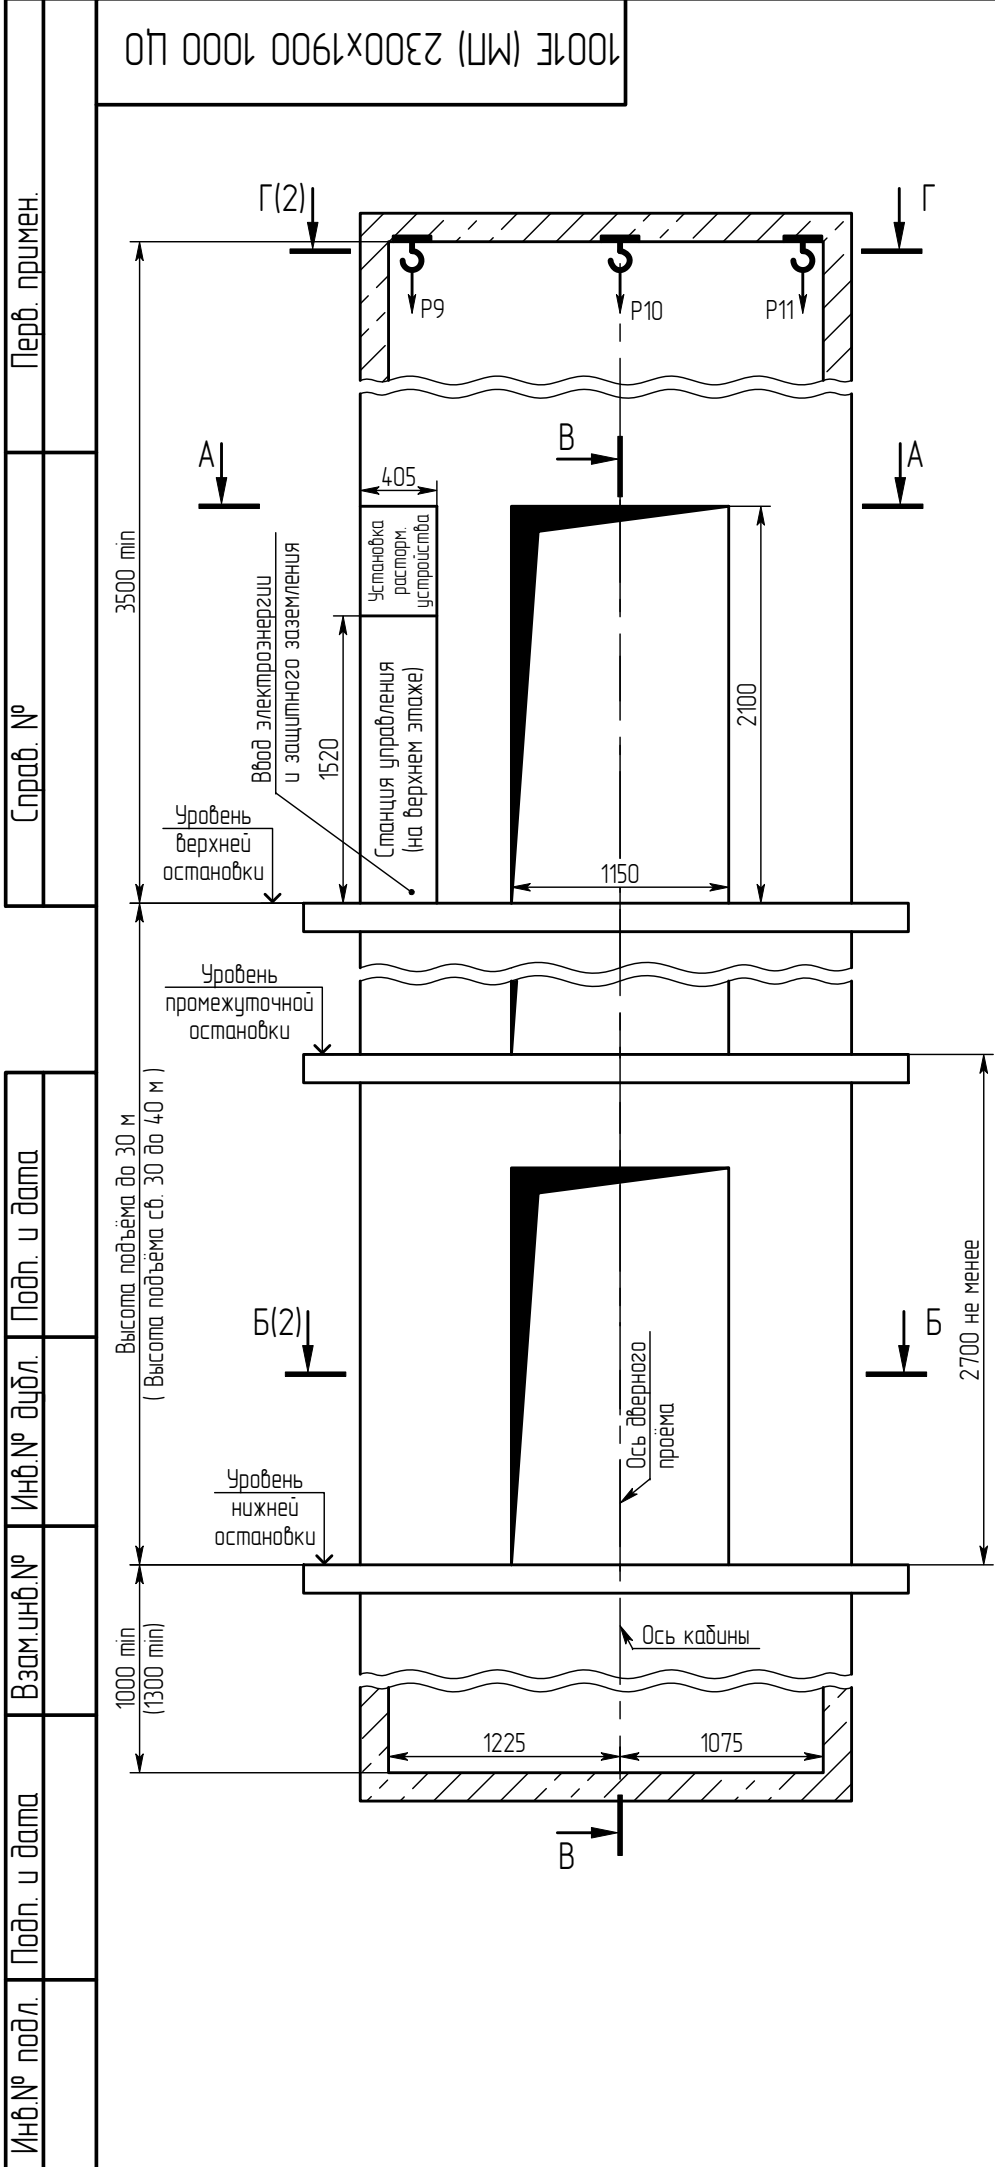 1001Е (МП) 2300х1900 1000 ЦО
Перв. примен.
Справ. №
Подп. и дата
Инв.№ дубл.
Взам.инв.№
Подп. и дата
Инв.№ подл.
Г(2)
Г
Р9
Р10
Р11
3500 min
А
А
В
405
Установка
расторм.
устройства
Ввод электроэнергии
и защитного заземления
1520
Станция управления
(на верхнем этаже)
2100
1150
Уровень
верхней
остановки
Уровень
промежуточной
остановки
Высота подъёма до 30 м
( Высота подъёма св. 30 до 40 м )
Б(2)
Б
2700 не менее
Ось дверного
проёма
Уровень
нижней
остановки
1000 min
(1300 min)
Ось кабины
1225
1075
В